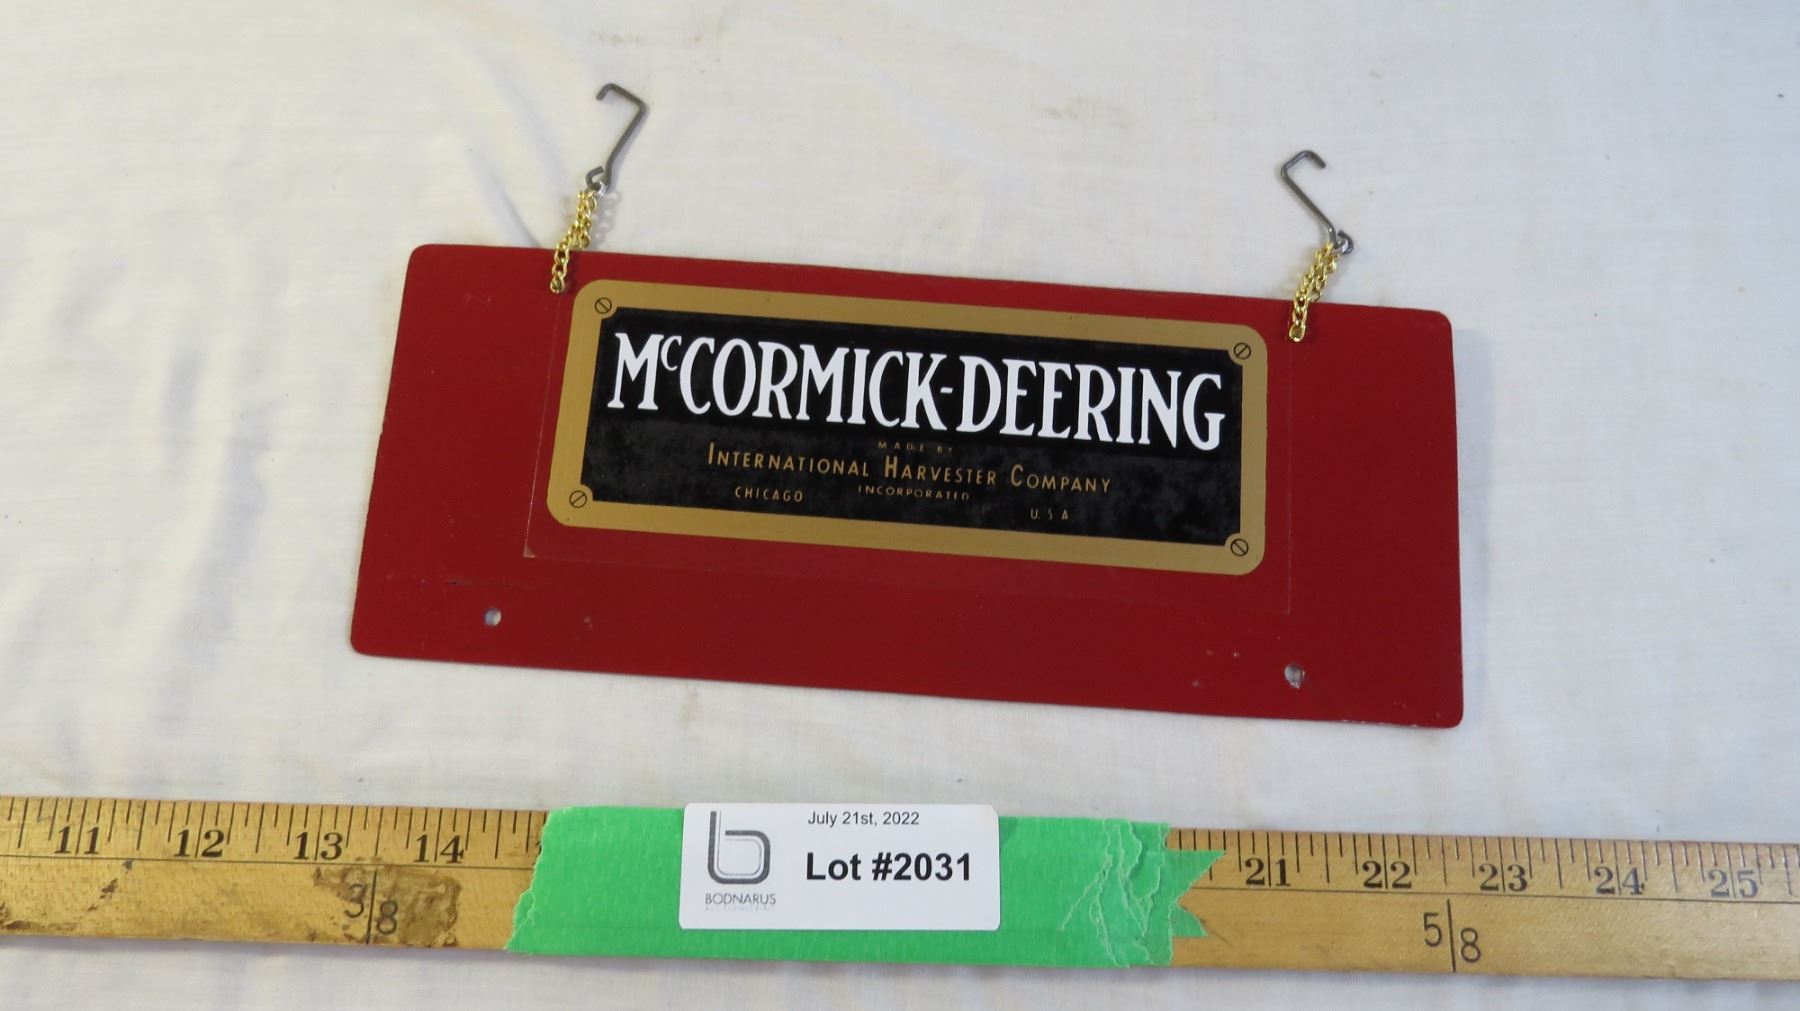 McCORMICK-DEERING
MADE BY
INTERNATIONAL HARVESTER COMPANY
CHICAGO INCORPORATED U.S.A
July 21st, 2022
Lot #2031
b
BODNARUS
11 12 13 14 21 22 23 24 25
3|8 5|8